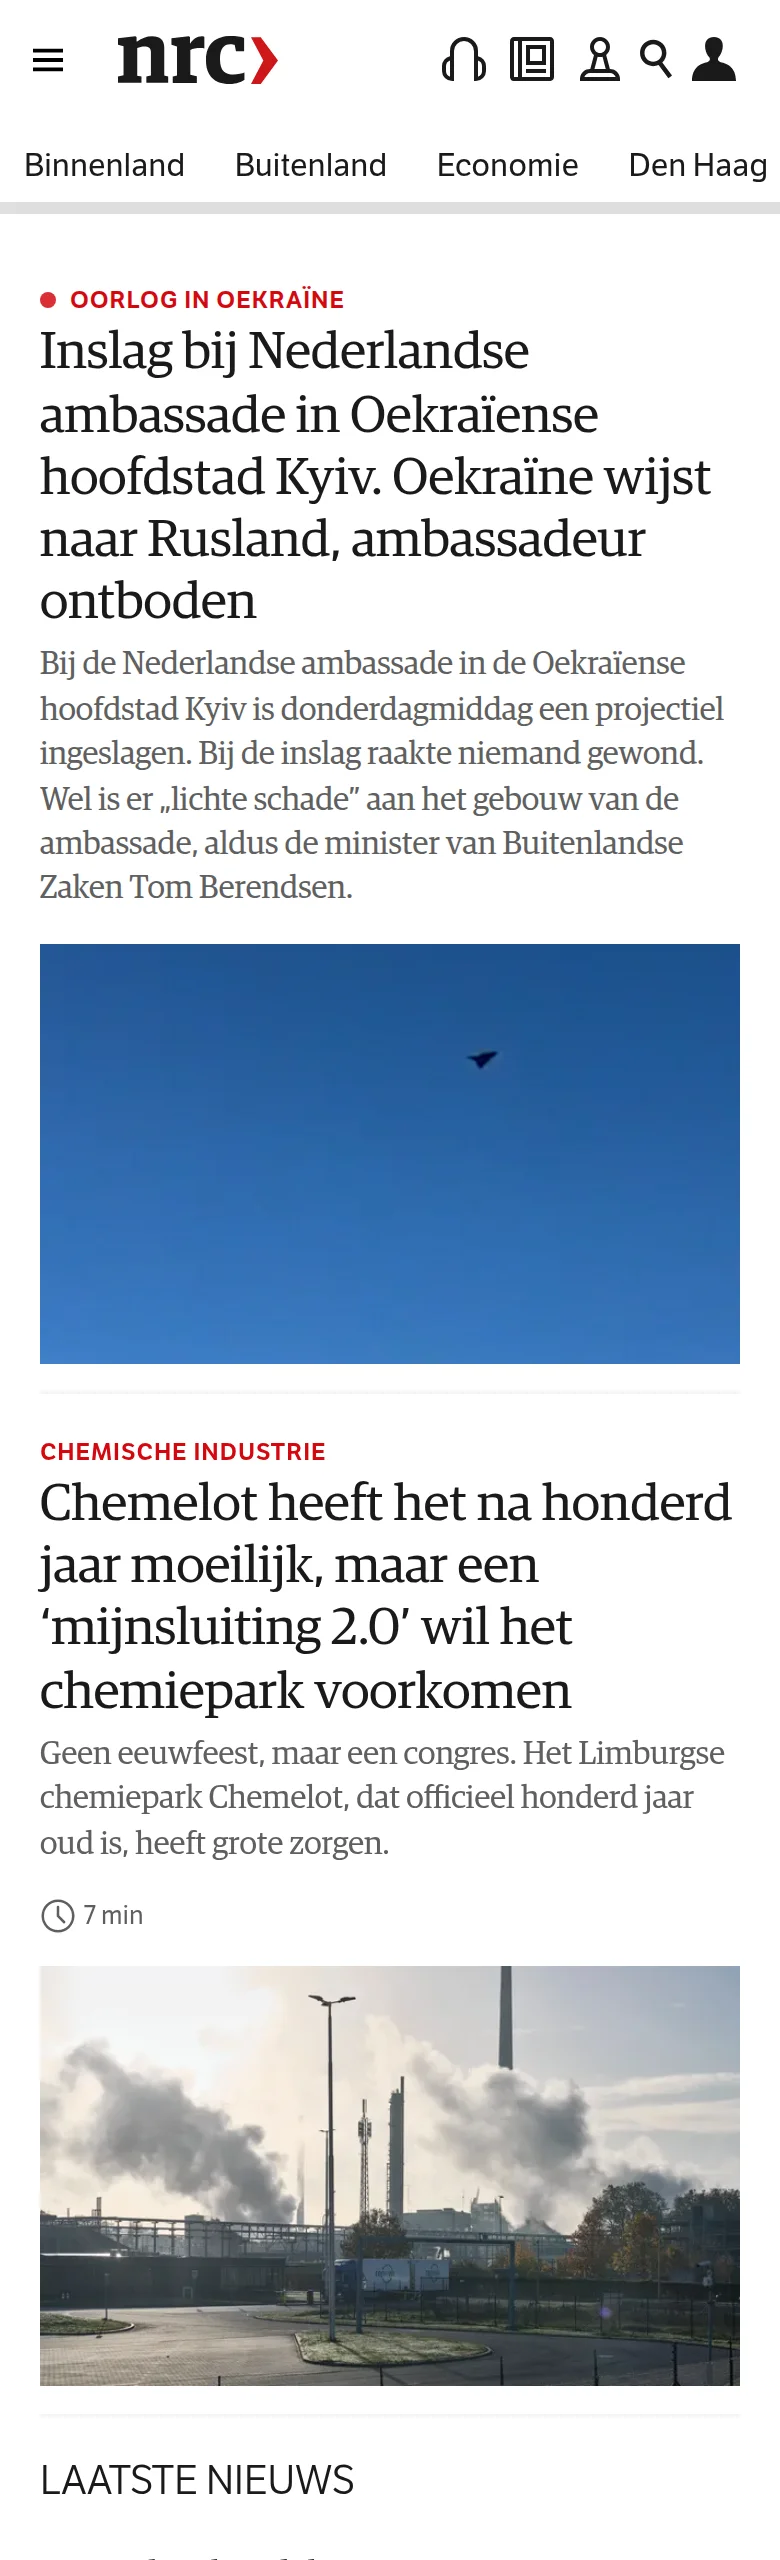 nrc
Binnenland Buitenland Economie Den Haag
OORLOG IN OEKRAÏNE
Inslag bij Nederlandse
ambassade in Oekraïense
hoofdstad Kyiv. Oekraïne wijst
naar Rusland, ambassadeur
ontboden
Bij de Nederlandse ambassade in de Oekraïense
hoofdstad Kyiv is donderdagmiddag een projectiel
ingeslagen. Bij de inslag raakte niemand gewond.
Wel is er „lichte schade” aan het gebouw van de
ambassade, aldus de minister van Buitenlandse
Zaken Tom Berendsen.
CHEMISCHE INDUSTRIE
Chemelot heeft het na honderd
jaar moeilijk, maar een
‘mijnsluiting 2.0’ wil het
chemiepark voorkomen
Geen eeuwfeest, maar een congres. Het Limburgse
chemiepark Chemelot, dat officieel honderd jaar
oud is, heeft grote zorgen.
7 min
LAATSTE NIEUWS